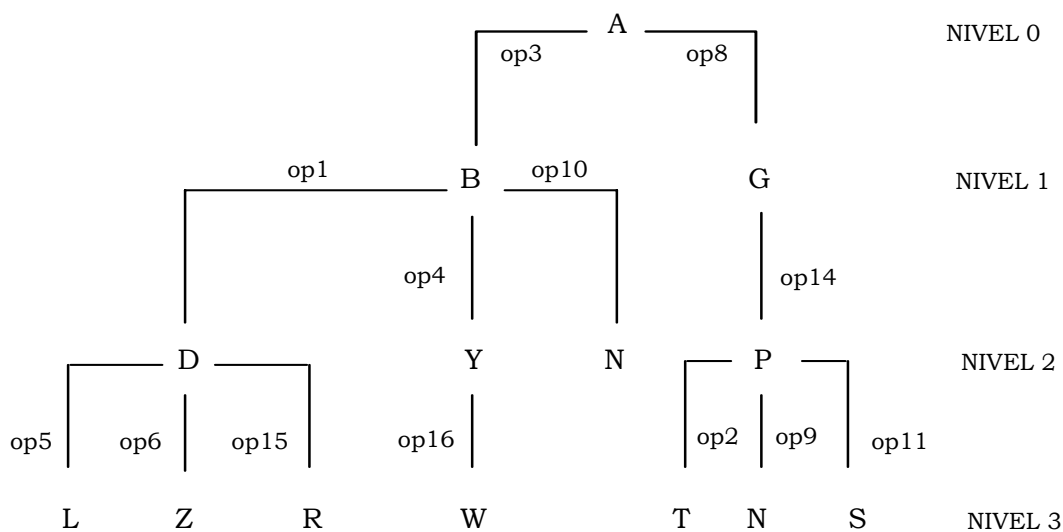 A NIVEL 0
op3 op8
op1 B op10 G NIVEL 1
op4 op14
D Y N P NIVEL 2
op5 op6 op15 op16 op2 op9 op11
L Z R W T N S NIVEL 3